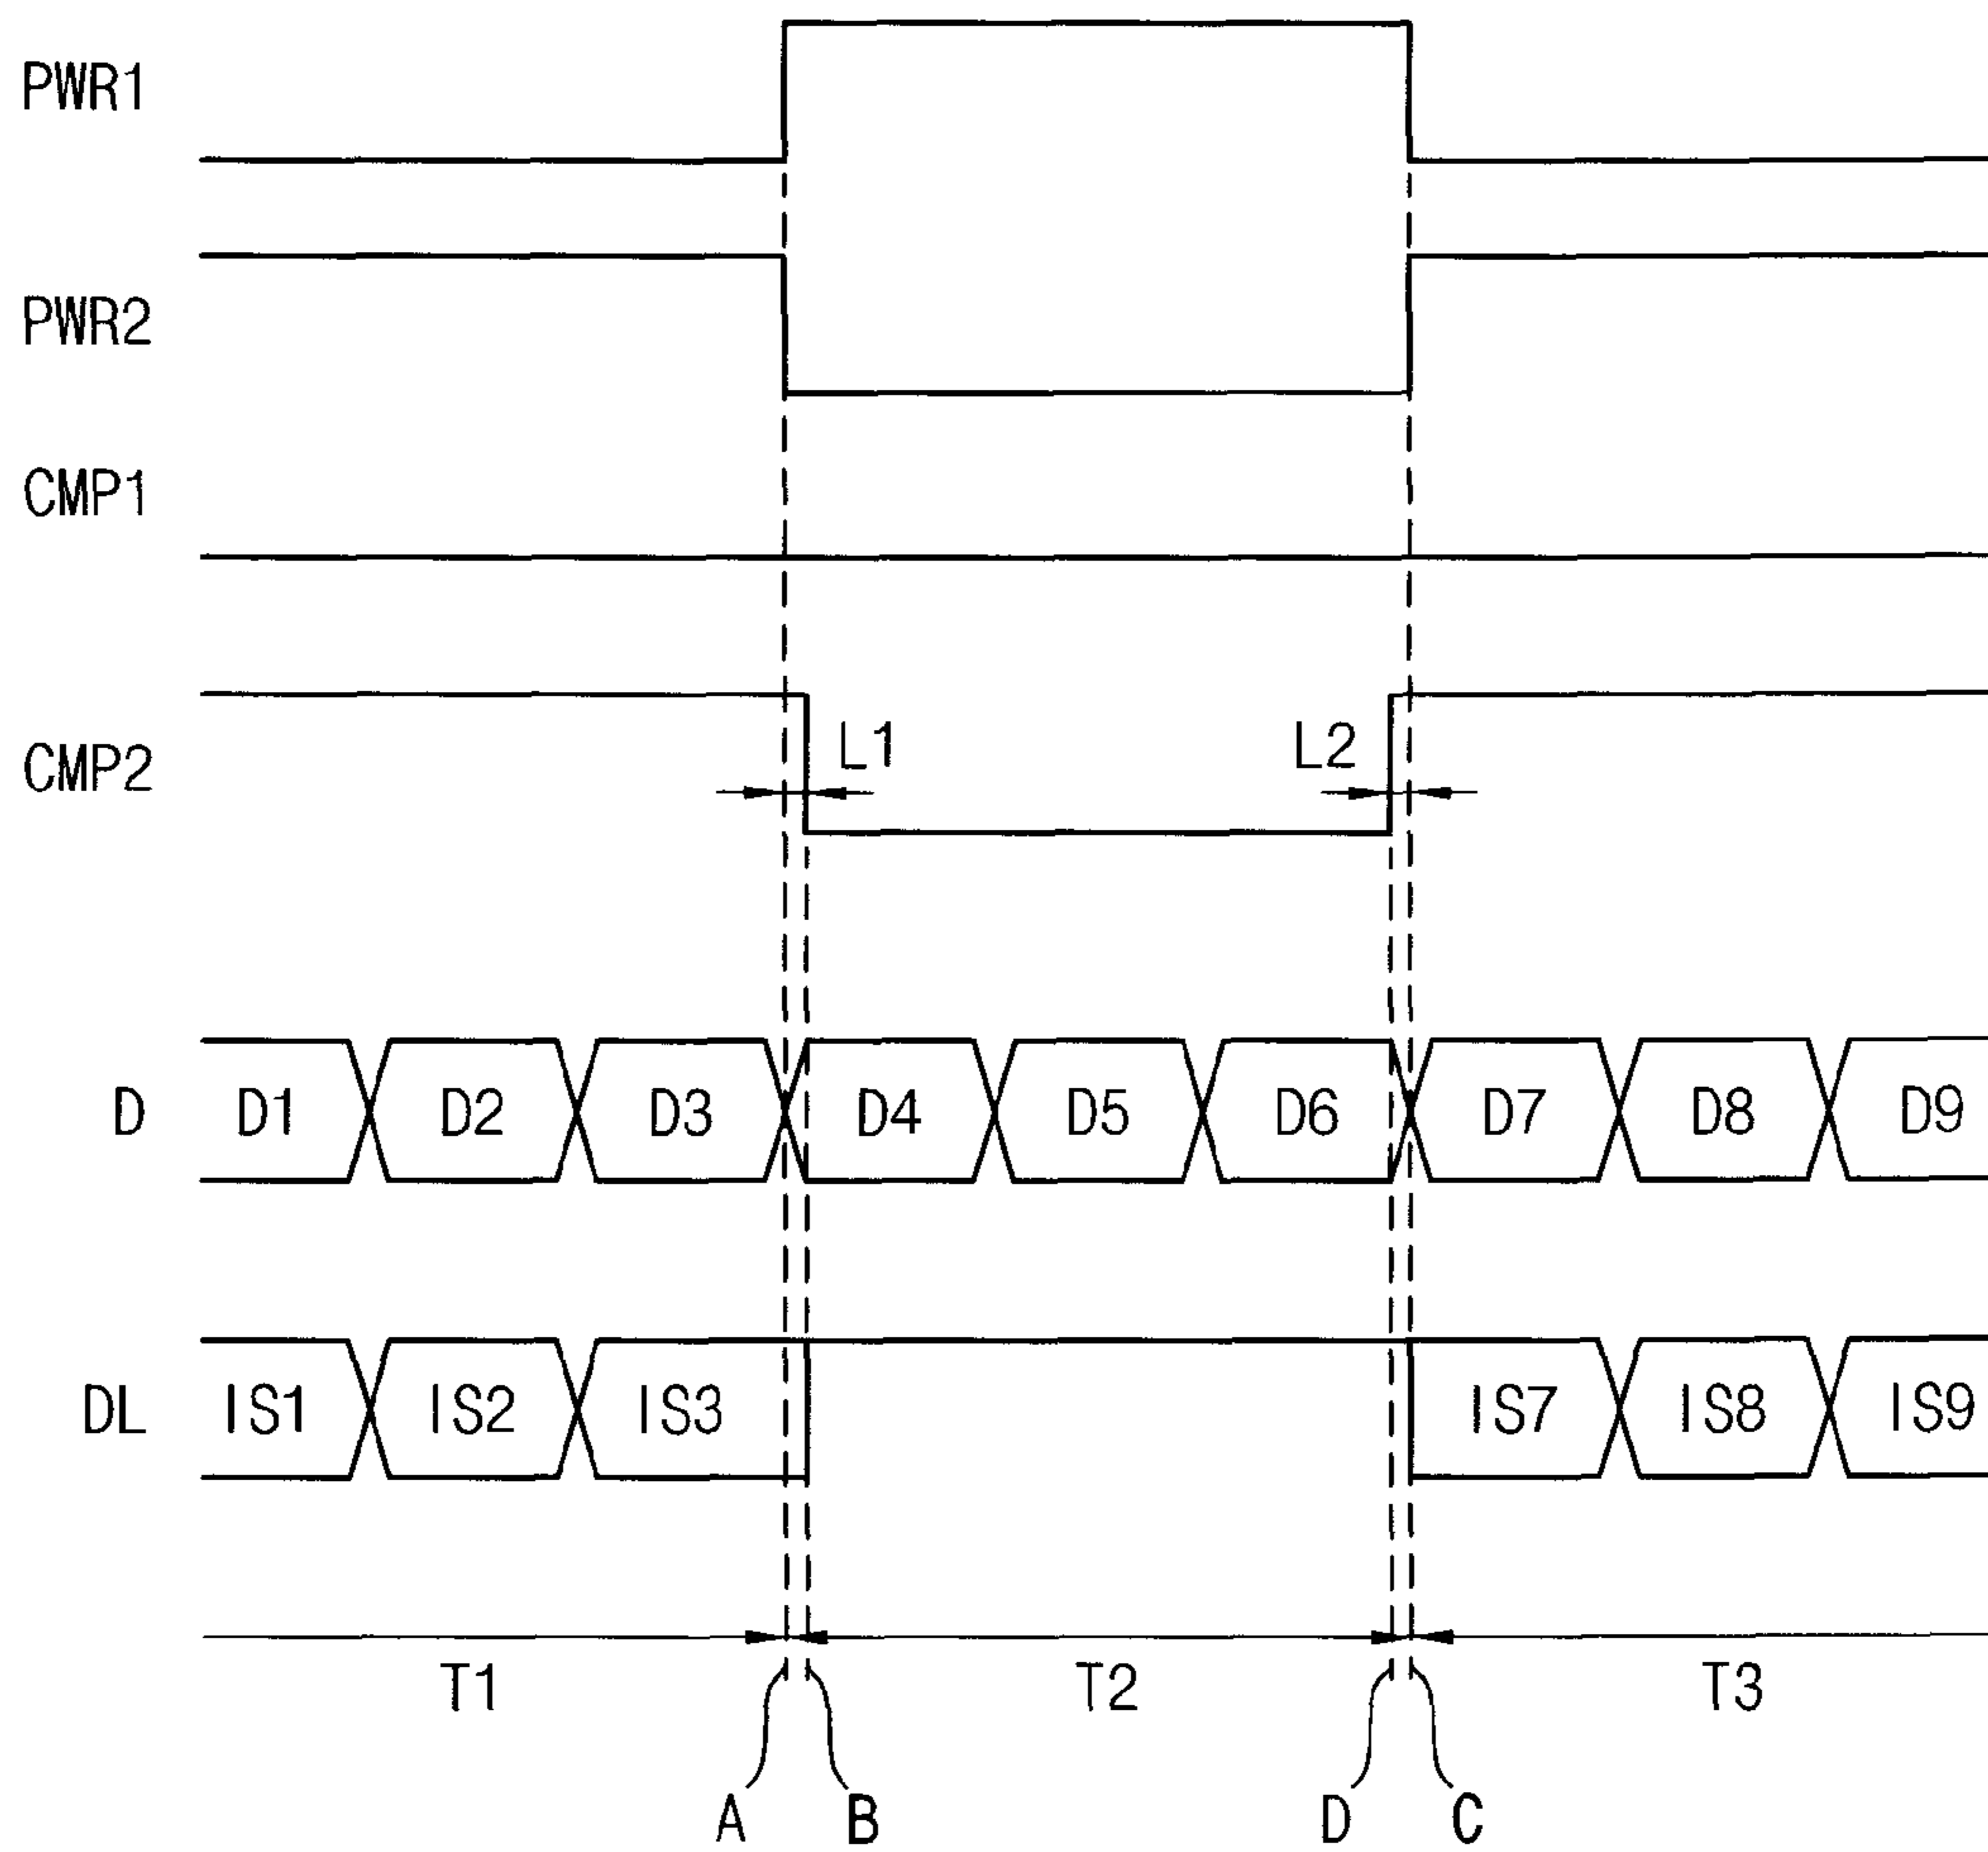 PWR1
PWR2
CMP1
CMP2
L1 L2
D D1 D2 D3 D4 D5 D6 D7 D8 D9
DL IS1 IS2 IS3 IS7 IS8 IS9
T1 T2 T3
A B D C